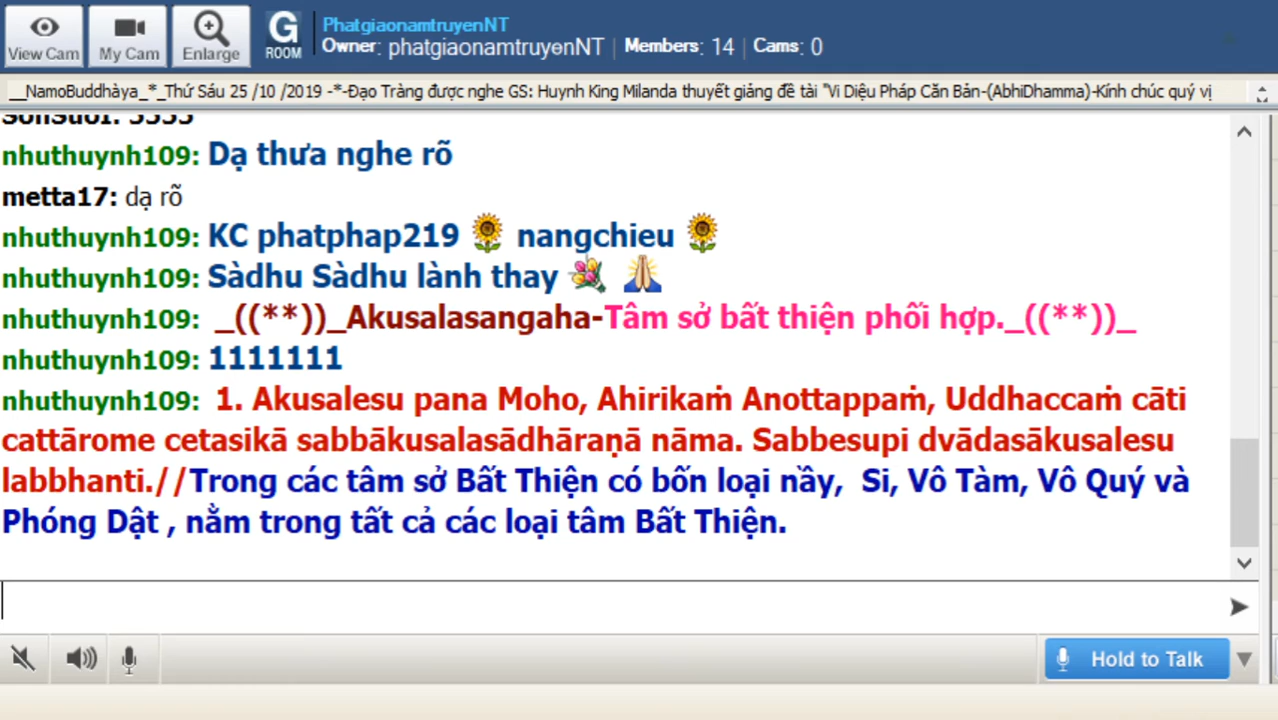 PhatgiaonamtruyenNT
View Cam
My Cam
Enlarge
G ROOM
Owner: phatgiaonamtruyenNT | Members: 14 | Cams: 0
__NamoBuddhàya_*_Thứ Sáu 25 /10 /2019 -*-Đạo Tràng được nghe GS: Huynh King Milanda thuyết giảng đề tài "Vi Diệu Pháp Căn Bản-(AbhiDhamma)-Kính chúc quý vị
SonSuoi: 5555
nhuthuynh109: Dạ thưa nghe rõ
metta17: dạ rõ
nhuthuynh109: KC phatphap219 🌻 nangchieu 🌻
nhuthuynh109: Sàdhu Sàdhu lành thay 💐 🙏
nhuthuynh109: _((**))_Akusalasangaha-Tâm sở bất thiện phối hợp._((**))_
nhuthuynh109: 1111111
nhuthuynh109: 1. Akusalesu pana Moho, Ahirikaṁ Anottappaṁ, Uddhaccaṁ cāti
cattārome cetasikā sabbākusalasādhāraṇā nāma. Sabbesupi dvādasākusalesu
labbhanti.//Trong các tâm sở Bất Thiện có bốn loại nầy, Si, Vô Tàm, Vô Quý và
Phóng Dật , nằm trong tất cả các loại tâm Bất Thiện.
Hold to Talk